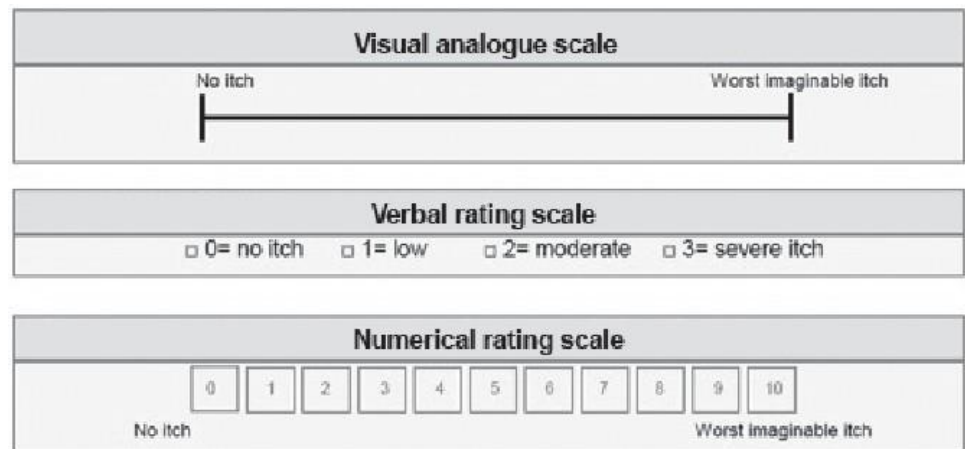 Visual analogue scale
No itch Worst imaginable itch
Verbal rating scale
0= no itch 1= low 2= moderate 3= severe itch
Numerical rating scale
0 1 2 3 4 5 6 7 8 9 10
No itch Worst imaginable itch